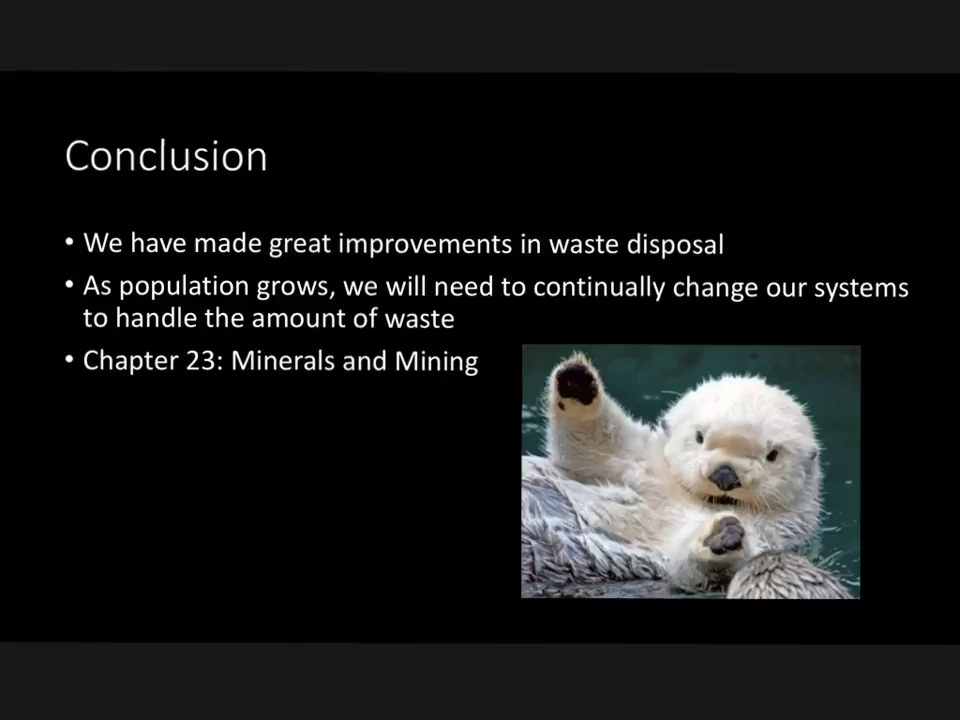 Conclusion
• We have made great improvements in waste disposal
• As population grows, we will need to continually change our systems
to handle the amount of waste
• Chapter 23: Minerals and Mining